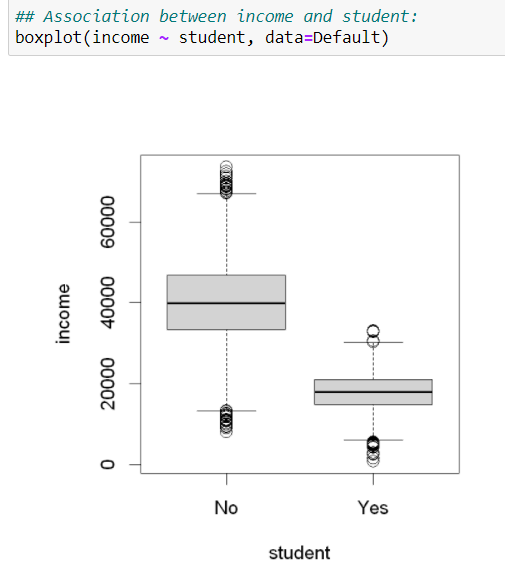 ## Association between income and student:
boxplot(income ~ student, data=Default)
60000
40000
20000
0
income
No Yes
student